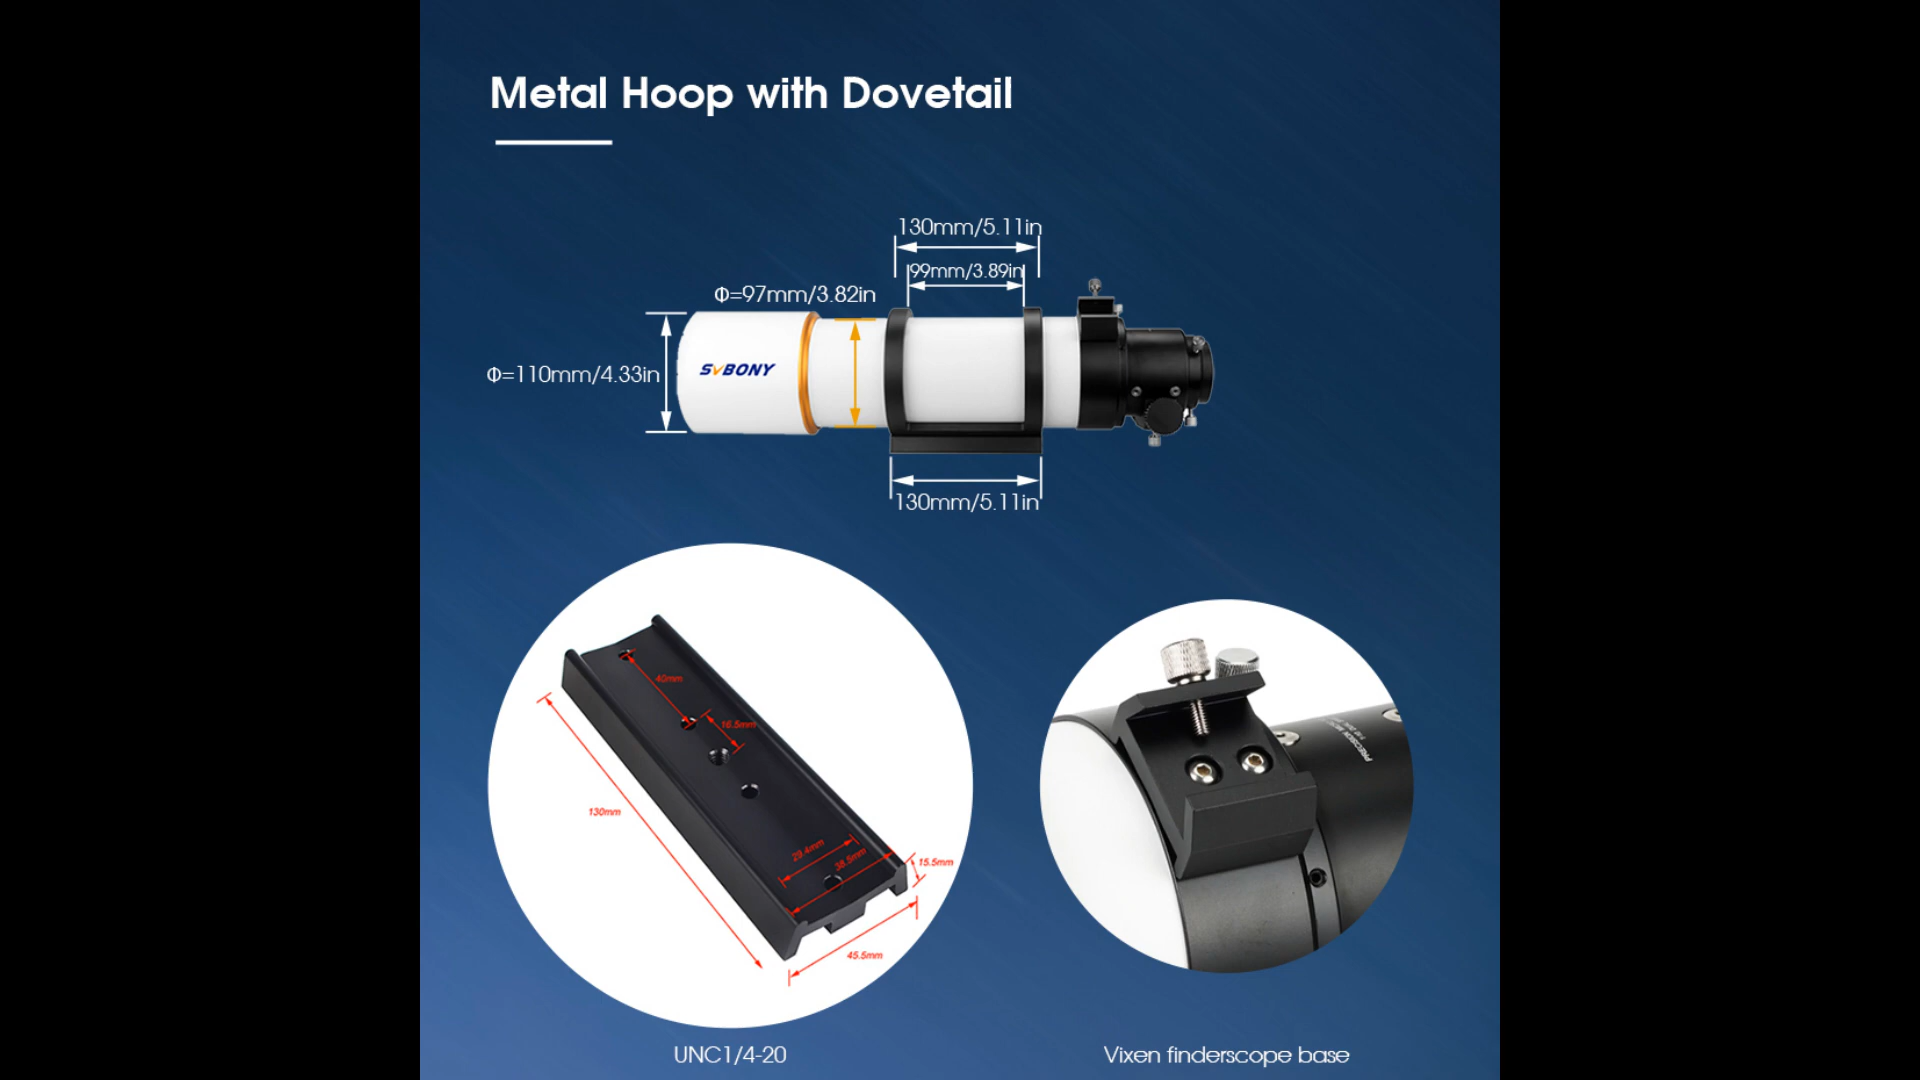 Metal Hoop with Dovetail
130mm/5.11in
99mm/3.89in
Φ=97mm/3.82in
Φ=110mm/4.33in
SVBONY
130mm/5.11in
40mm
16.5mm
130mm
29.4mm
38.5mm
15.5mm
45.5mm
PRECISION
UNC1/4-20
Vixen finderscope base